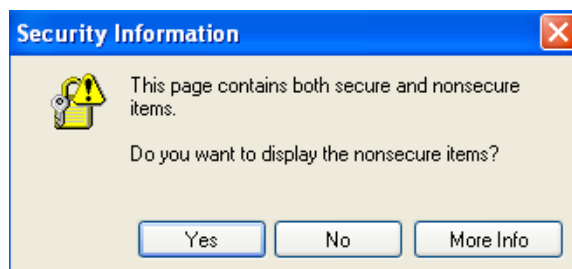 Security Information
This page contains both secure and nonsecure
items.
Do you want to display the nonsecure items?
Yes
No
More Info